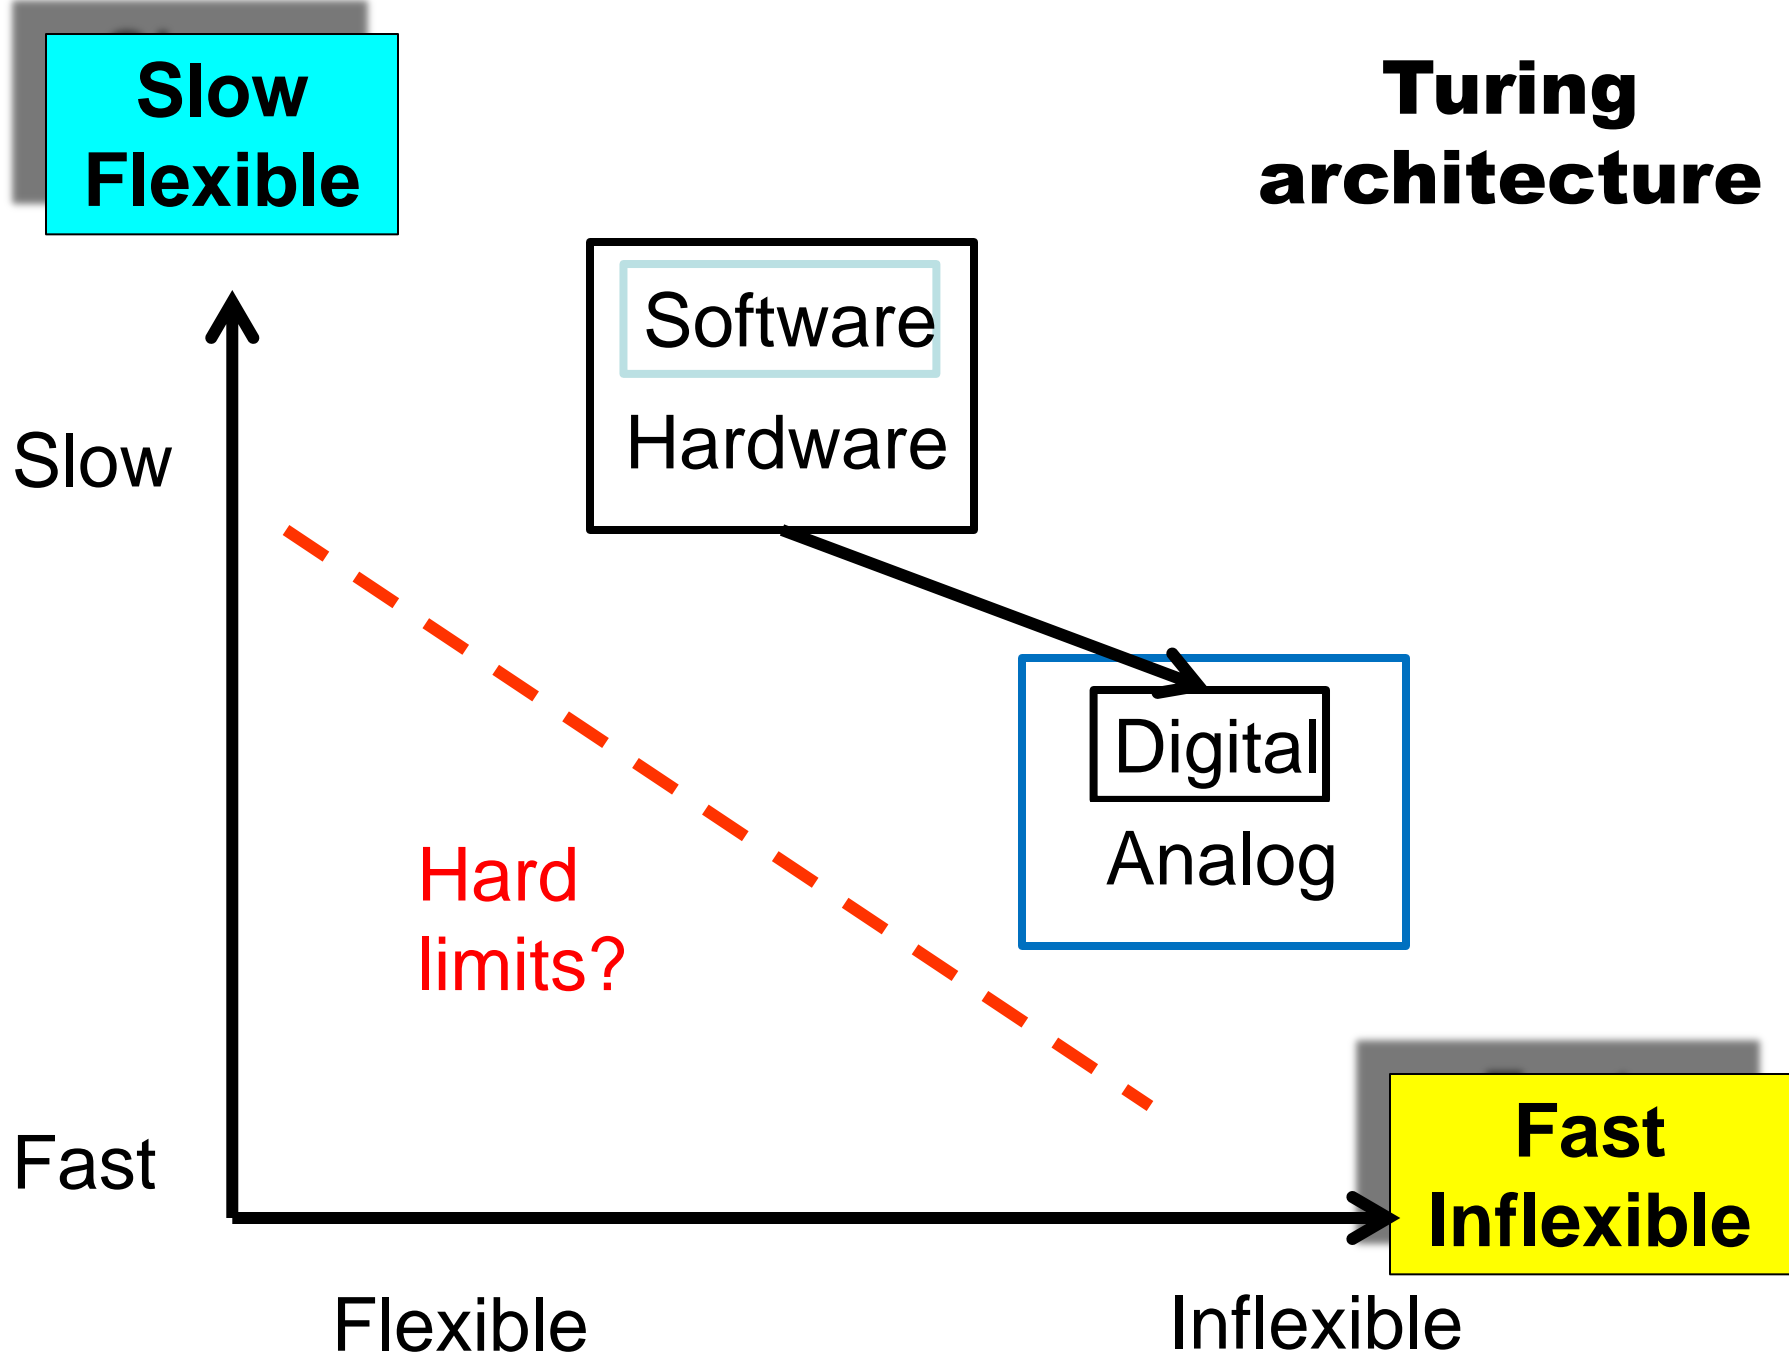 Slow
Flexible
Turing
architecture
Software
Hardware
Slow
Digital
Analog
Hard
limits?
Fast
Fast
Inflexible
Flexible
Inflexible